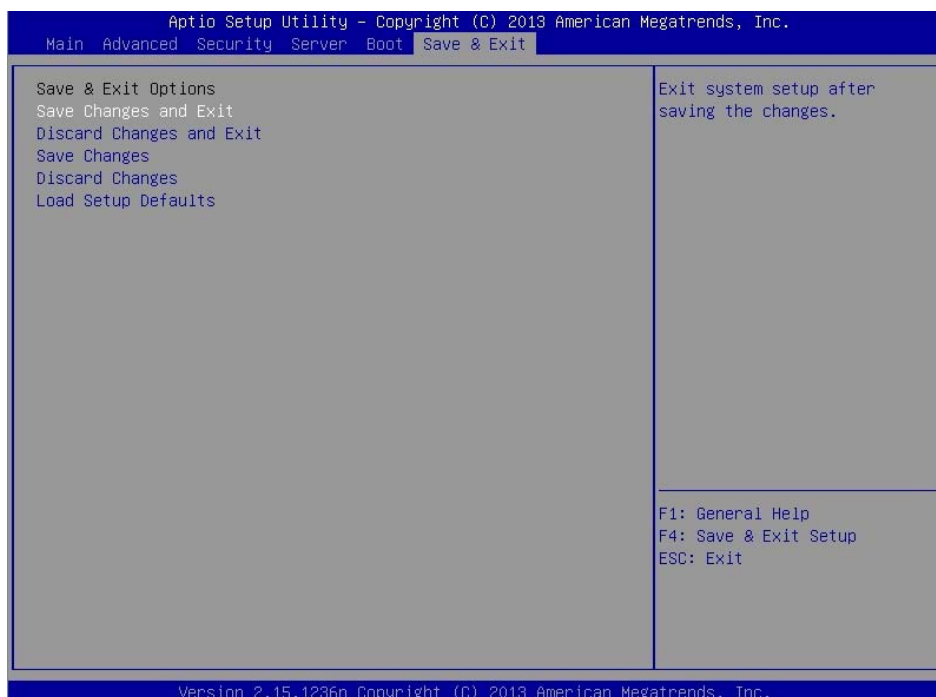 Aptio Setup Utility – Copyright (C) 2013 American Megatrends, Inc.
Main Advanced Security Server Boot Save & Exit
Save & Exit Options
Save Changes and Exit
Discard Changes and Exit
Save Changes
Discard Changes
Load Setup Defaults
Exit system setup after
saving the changes.
F1: General Help
F4: Save & Exit Setup
ESC: Exit
Version 2.15.1236n Copyright (C) 2013 American Megatrends, Inc.